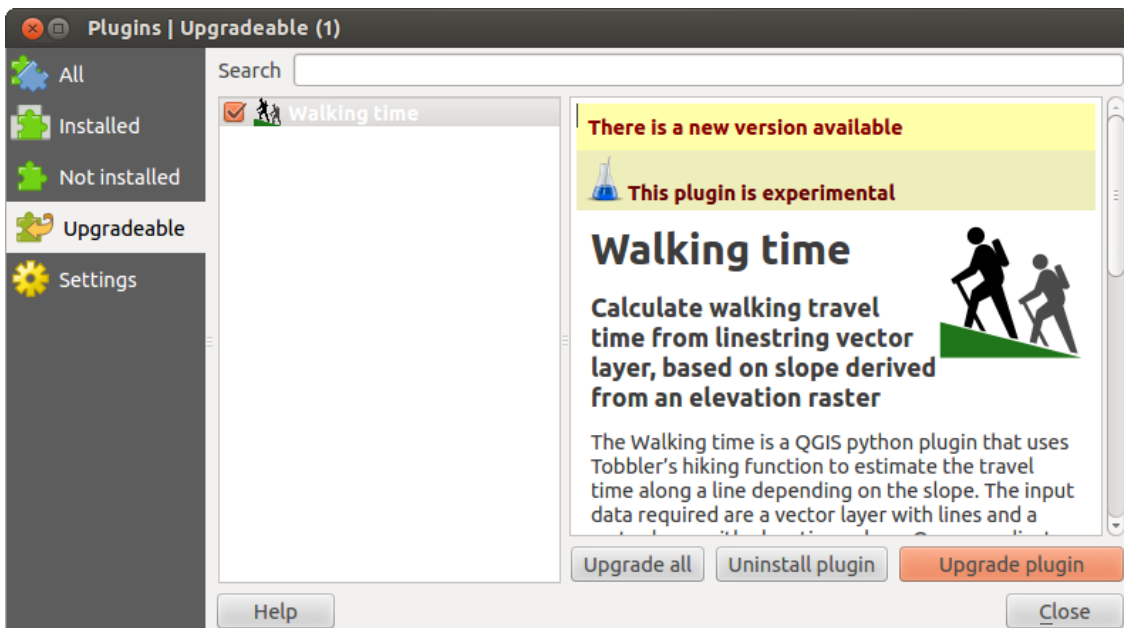 Plugins | Upgradeable (1)
All
Installed
Not installed
Upgradeable
Settings
Search
Walking time
There is a new version available
This plugin is experimental
Walking time
Calculate walking travel
time from linestring vector
layer, based on slope derived
from an elevation raster
The Walking time is a QGIS python plugin that uses
Tobbler's hiking function to estimate the travel
time along a line depending on the slope. The input
data required are a vector layer with lines and a
Upgrade all
Uninstall plugin
Upgrade plugin
Help
Close